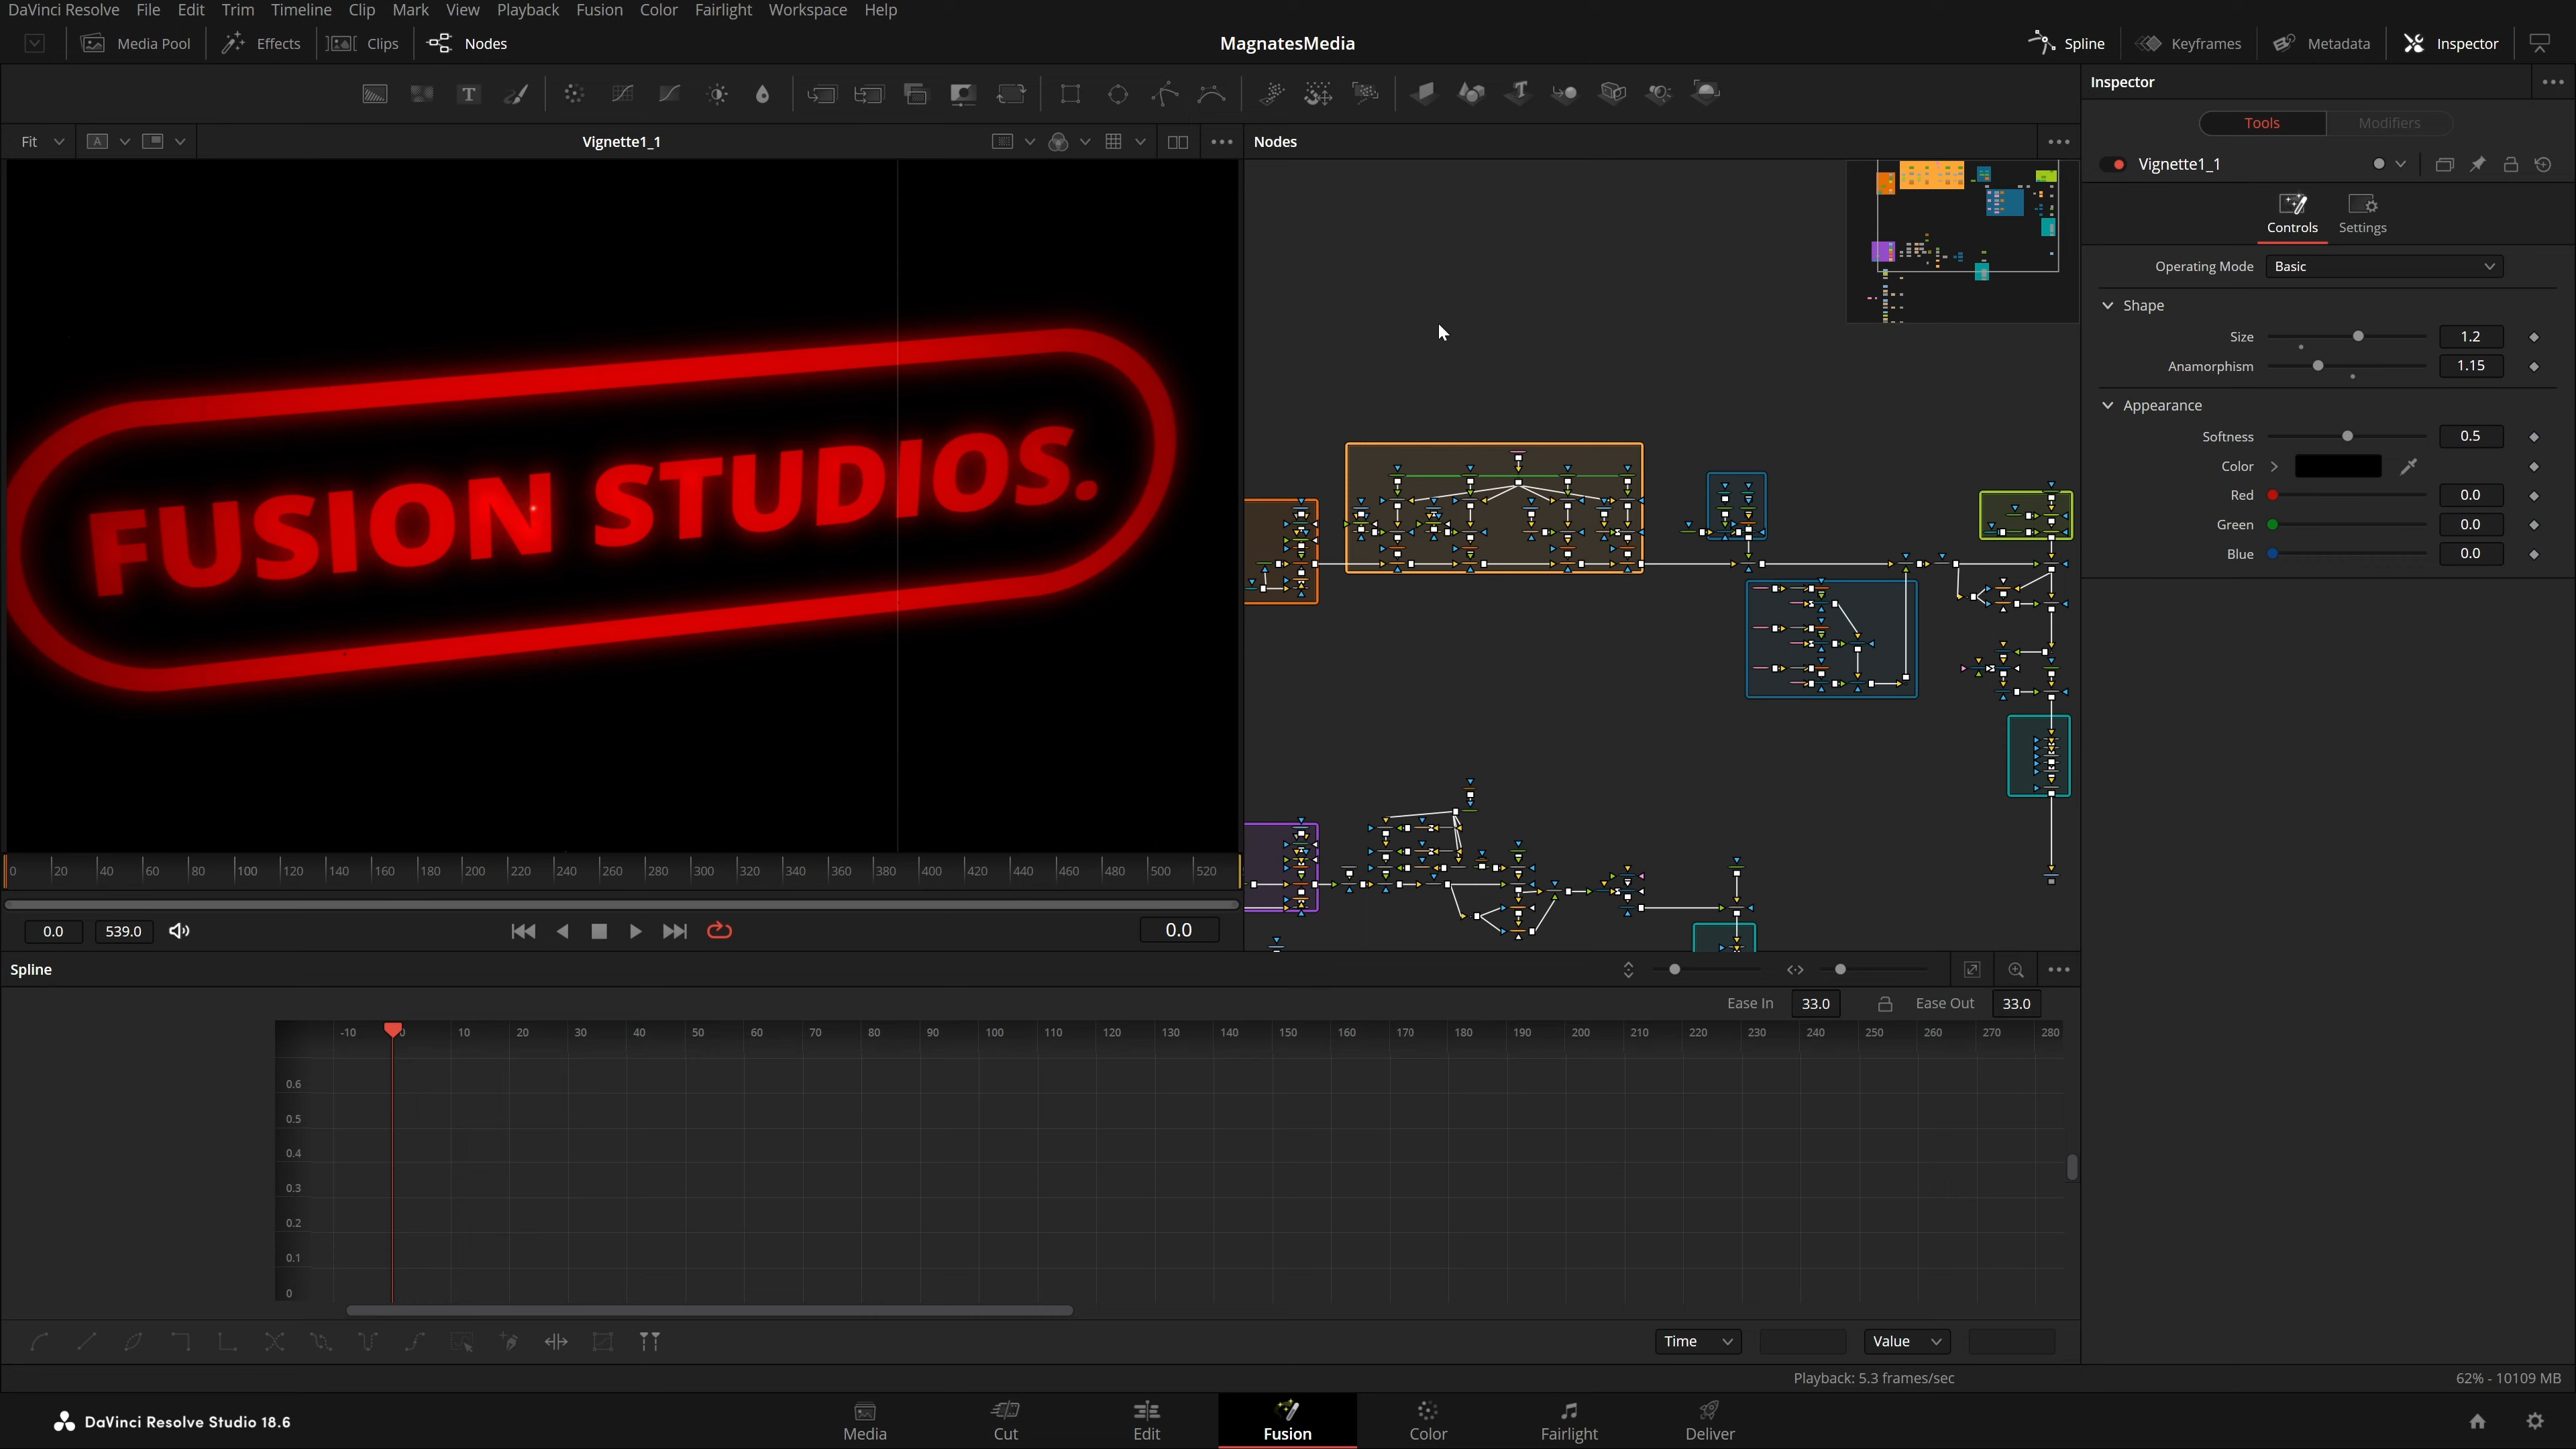 DaVinci Resolve File Edit Trim Timeline Clip Mark View Playback Fusion Color Fairlight Workspace Help
Media Pool Effects Clips Nodes MagnatesMedia Spline Keyframes Metadata Inspector
Inspector
Tools Modifiers
Fit A Vignette1_1 Nodes
Vignette1_1
Controls Settings
Operating Mode Basic
Shape
Size 1.2
Anamorphism 1.15
Appearance
Softness 0.5
Color
Red 0.0
Green 0.0
Blue 0.0
FUSION STUDIOS.
0 20 40 60 80 100 120 140 160 180 200 220 240 260 280 300 320 340 360 380 400 420 440 460 480 500 520
0.0 539.0 0.0
Spline
Ease In 33.0 Ease Out 33.0
-10 0 10 20 30 40 50 60 70 80 90 100 110 120 130 140 150 160 170 180 190 200 210 220 230 240 250 260 270 280
0.6
0.5
0.4
0.3
0.2
0.1
0
Time Value
Playback: 5.3 frames/sec 62% - 10109 MB
DaVinci Resolve Studio 18.6
Media Cut Edit Fusion Color Fairlight Deliver